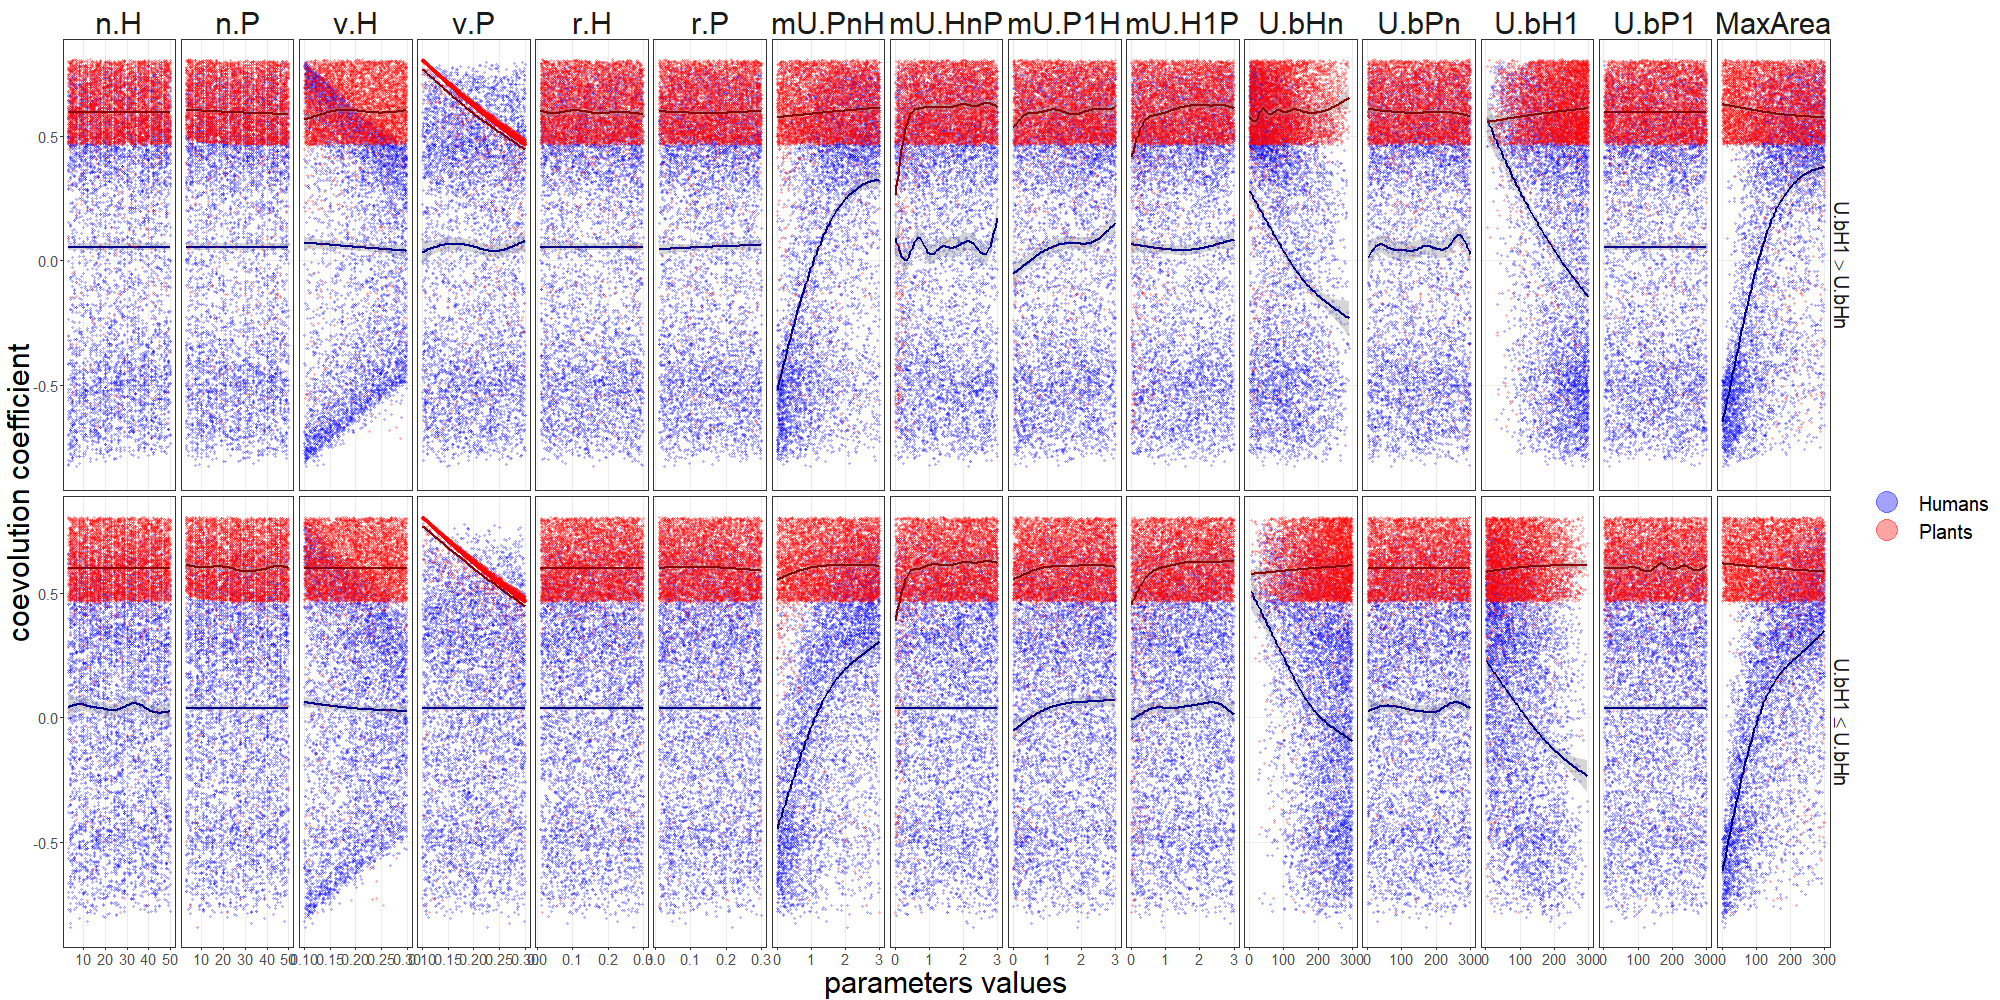 n.H n.P v.H v.P r.H r.P mU.PnH mU.HnP mU.P1H mU.H1P U.bHn U.bPn U.bH1 U.bP1 MaxArea
coevolution coefficient
0.5
0.0
-0.5
U.bH1 > U.bHn
0.5
0.0
-0.5
U.bH1 ≤ U.bHn
Humans
Plants
10 20 30 40 50 10 20 30 40 50 0.10 0.15 0.20 0.25 0.30 0.10 0.15 0.20 0.25 0.30 0.0 0.1 0.2 0.3 0.0 0.1 0.2 0.3 0 1 2 3 0 1 2 3 0 1 2 3 0 1 2 3 0 100 200 300 0 100 200 300 0 100 200 300 0 100 200 300 0 100 200 300
parameters values